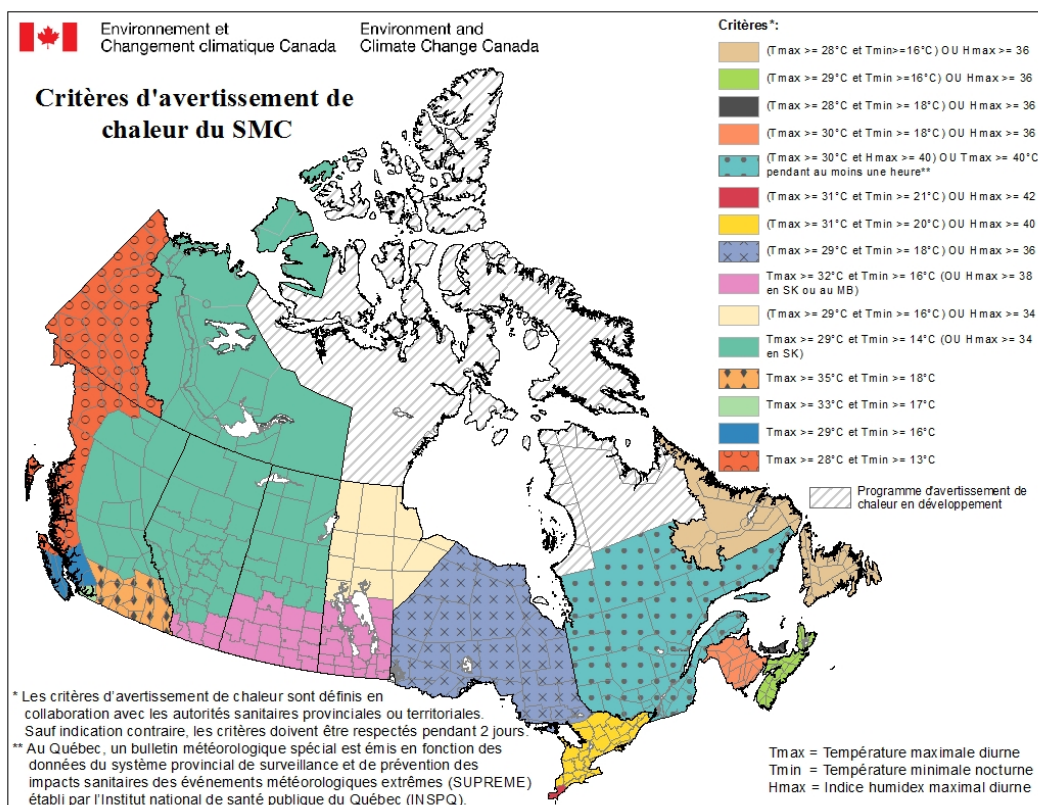 Environnement et
Changement climatique Canada
Environment and
Climate Change Canada
Critères d'avertissement de
chaleur du SMC
Critères*:
(Tmax >= 28°C et Tmin>=16°C) OU Hmax >= 36
(Tmax >= 29°C et Tmin >=16°C) OU Hmax >= 36
(Tmax >= 28°C et Tmin >= 18°C) OU Hmax >= 36
(Tmax >= 30°C et Tmin >= 18°C) OU Hmax >= 36
(Tmax >= 30°C et Hmax >= 40) OU Tmax >= 40°C
pendant au moins une heure**
(Tmax >= 31°C et Tmin >= 21°C) OU Hmax >= 42
(Tmax >= 31°C et Tmin >= 20°C) OU Hmax >= 40
(Tmax >= 29°C et Tmin >= 18°C) OU Hmax >= 36
Tmax >= 32°C et Tmin >= 16°C (OU Hmax >= 38
en SK ou au MB)
(Tmax >= 29°C et Tmin >= 16°C) OU Hmax >= 34
Tmax >= 29°C et Tmin >= 14°C (OU Hmax >= 34
en SK)
Tmax >= 35°C et Tmin >= 18°C
Tmax >= 33°C et Tmin >= 17°C
Tmax >= 29°C et Tmin >= 16°C
Tmax >= 28°C et Tmin >= 13°C
Programme d'avertissement de
chaleur en développement
* Les critères d'avertissement de chaleur sont définis en
collaboration avec les autorités sanitaires provinciales ou territoriales.
Sauf indication contraire, les critères doivent être respectés pendant 2 jours.
** Au Québec, un bulletin météorologique spécial est émis en fonction des
données du système provincial de surveillance et de prévention des
impacts sanitaires des événements météorologiques extrêmes (SUPREME)
établi par l'Institut national de santé publique du Québec (INSPQ).
Tmax = Température maximale diurne
Tmin = Température minimale nocturne
Hmax = Indice humidex maximal diurne